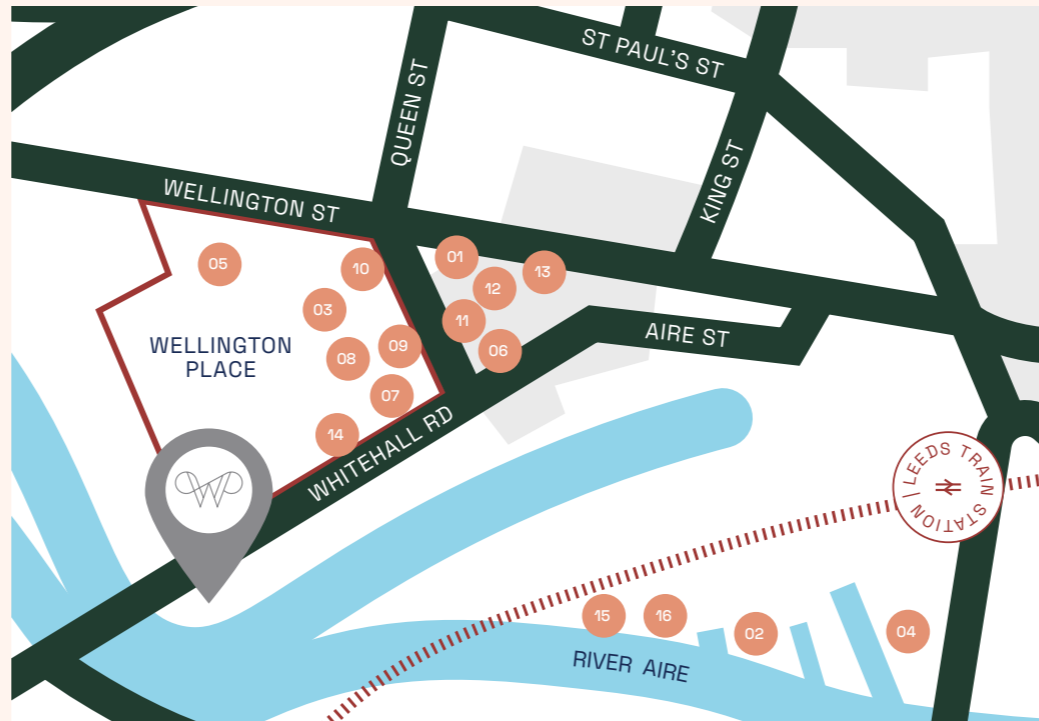 ST PAUL'S ST
QUEEN ST
KING ST
WELLINGTON ST
05
10
01
12
13
03
11
AIRE ST
WELLINGTON
PLACE
08
09
06
07
14
WHITEHALL RD
W
LEEDS TRAIN STATION |
15
16
02
04
RIVER AIRE